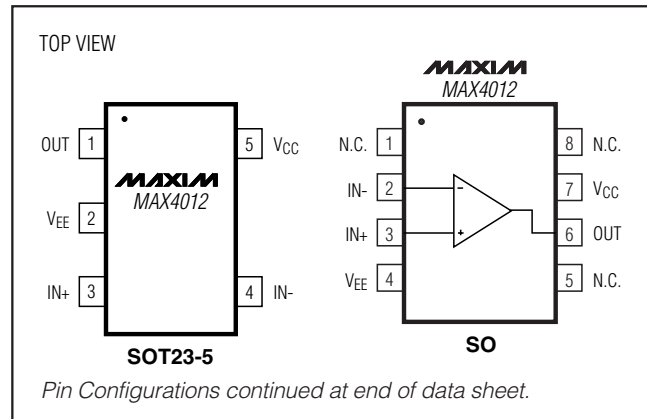 TOP VIEW
MAXIM
MAX4012
OUT 1
5 VCC
MAXIM
MAX4012
VEE 2
IN+ 3
4 IN-
SOT23-5
N.C. 1
8 N.C.
IN- 2
-
7 VCC
IN+ 3
+
6 OUT
VEE 4
5 N.C.
SO
Pin Configurations continued at end of data sheet.